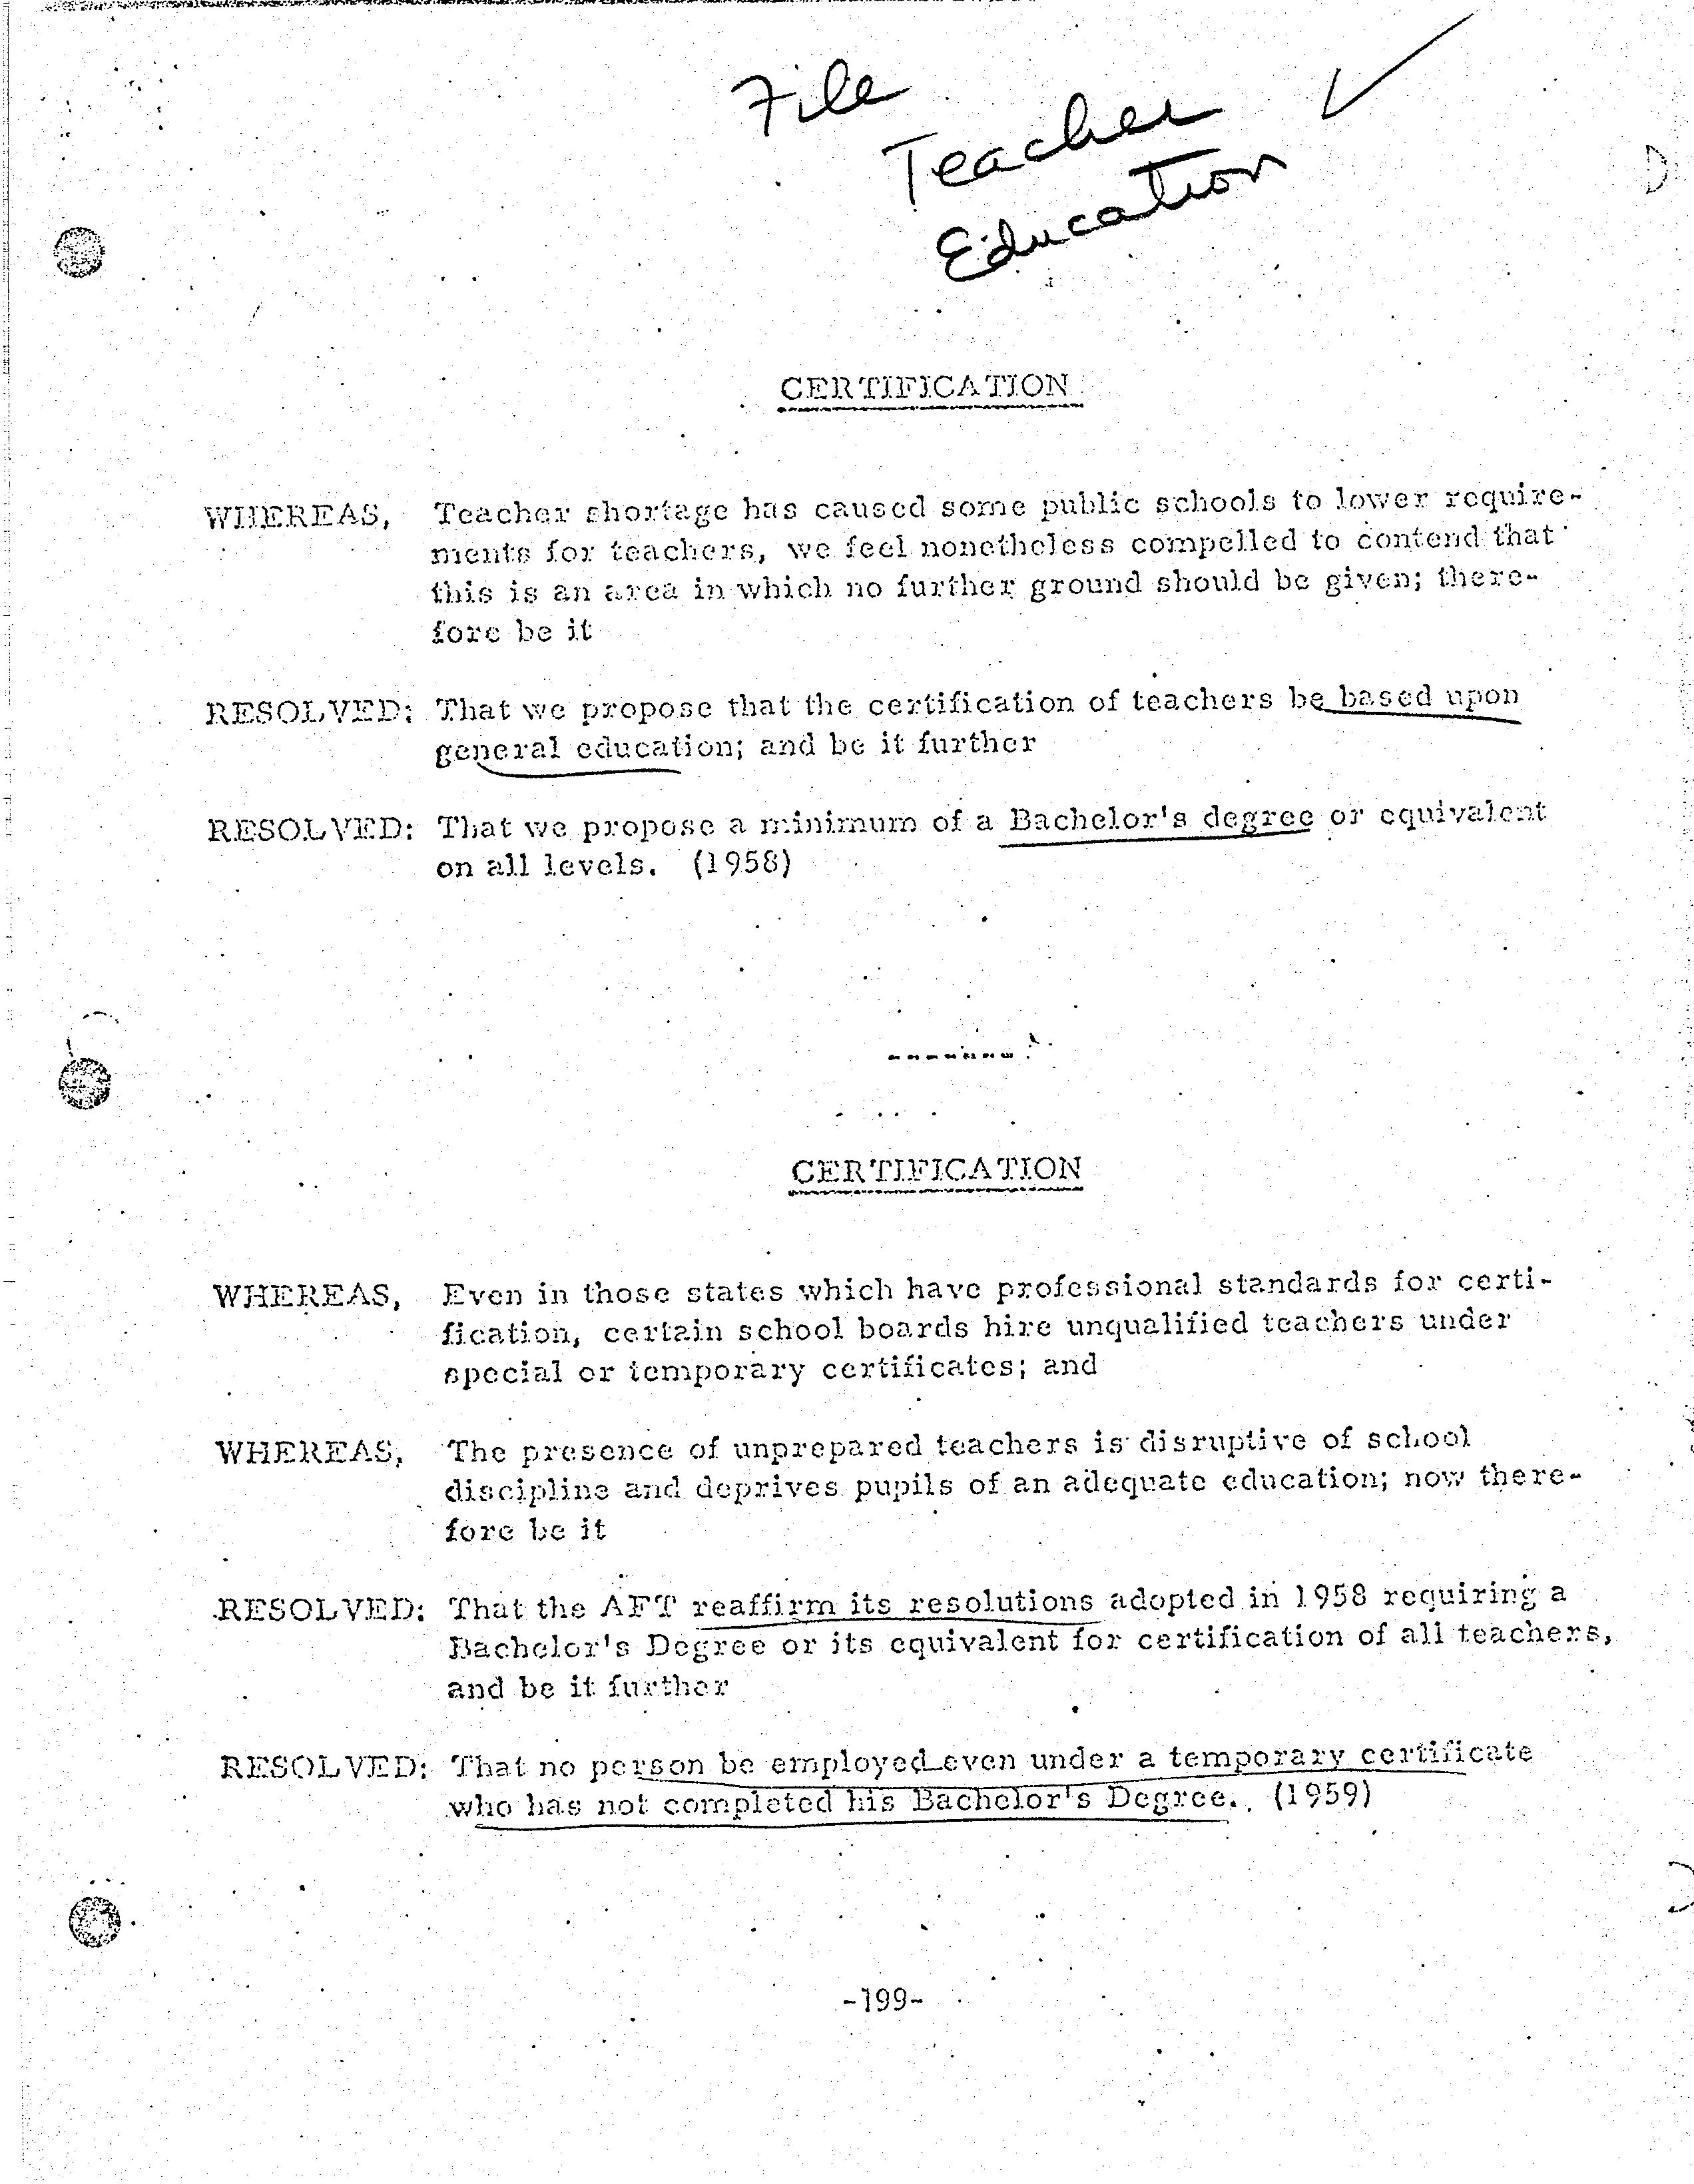 File
Teacher ✓
Education
CERTIFICATION
WHEREAS, Teacher shortage has caused some public schools to lower require-
ments for teachers, we feel nonetheless compelled to contend that
this is an area in which no further ground should be given; there-
fore be it
RESOLVED: That we propose that the certification of teachers be based upon
general education; and be it further
RESOLVED: That we propose a minimum of a Bachelor's degree or equivalent
on all levels. (1958)
--------
CERTIFICATION
WHEREAS, Even in those states which have professional standards for certi-
fication, certain school boards hire unqualified teachers under
special or temporary certificates; and
WHEREAS, The presence of unprepared teachers is disruptive of school
discipline and deprives pupils of an adequate education; now there-
fore be it
RESOLVED: That the AFT reaffirm its resolutions adopted in 1958 requiring a
Bachelor's Degree or its equivalent for certification of all teachers,
and be it further
RESOLVED: That no person be employed even under a temporary certificate
who has not completed his Bachelor's Degree. (1959)
-199-